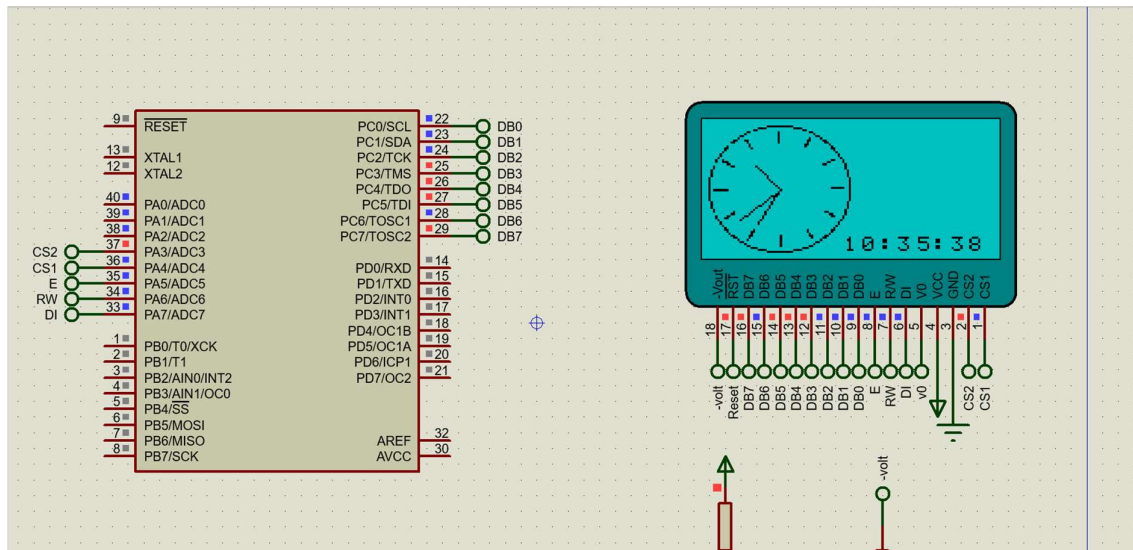 9 RESET PC0/SCL 22 DB0
PC1/SDA 23 DB1
13 XTAL1 PC2/TCK 24 DB2
12 XTAL2 PC3/TMS 25 DB3
PC4/TDO 26 DB4
40 PA0/ADC0 PC5/TDI 27 DB5
39 PA1/ADC1 PC6/TOSC1 28 DB6
38 PA2/ADC2 PC7/TOSC2 29 DB7
CS2 37 PA3/ADC3
CS1 36 PA4/ADC4 PD0/RXD 14
E 35 PA5/ADC5 PD1/TXD 15
RW 34 PA6/ADC6 PD2/INT0 16
DI 33 PA7/ADC7 PD3/INT1 17
PD4/OC1B 18
1 PB0/T0/XCK PD5/OC1A 19
2 PB1/T1 PD6/ICP1 20
3 PB2/AIN0/INT2 PD7/OC2 21
4 PB3/AIN1/OC0
5 PB4/SS
6 PB5/MOSI
7 PB6/MISO AREF 32
8 PB7/SCK AVCC 30
10:35:38
-Vout RST DB7 DB6 DB5 DB4 DB3 DB2 DB1 DB0 E R/W DI V0 VCC GND CS2 CS1
18 17 16 15 14 13 12 11 10 9 8 7 6 5 4 3 2 1
-volt Reset DB7 DB6 DB5 DB4 DB3 DB2 DB1 DB0 E RW DI v0 CS2 CS1
-volt